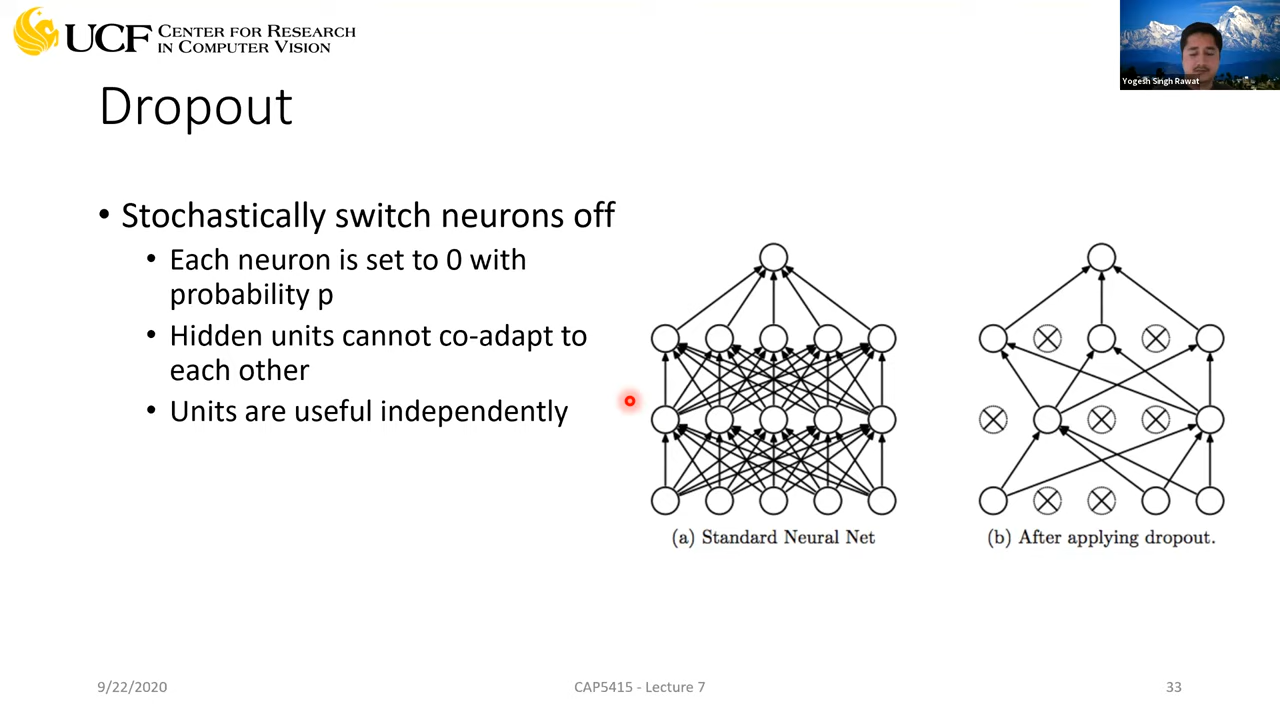 UCF CENTER FOR RESEARCH
IN COMPUTER VISION
Yogesh Singh Rawat
Dropout
• Stochastically switch neurons off
• Each neuron is set to 0 with
probability p
• Hidden units cannot co-adapt to
each other
• Units are useful independently
(a) Standard Neural Net
(b) After applying dropout.
9/22/2020
CAP5415 - Lecture 7
33